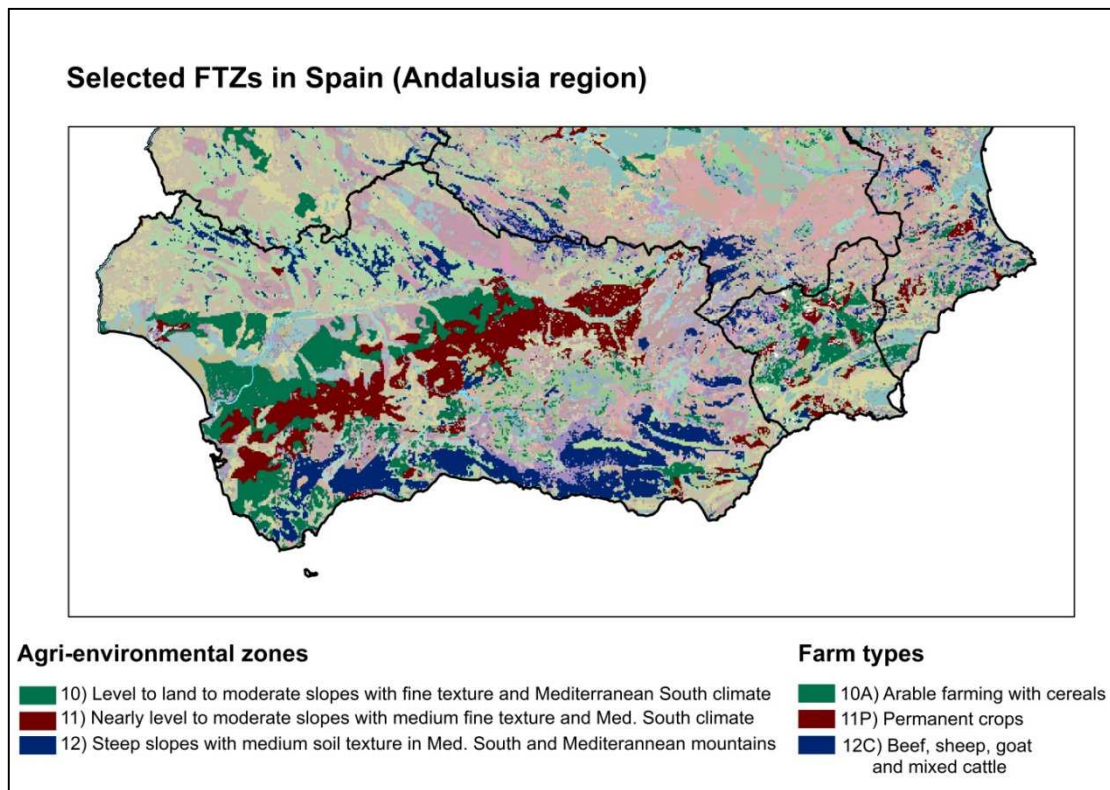 Selected FTZs in Spain (Andalusia region)
Agri-environmental zones
10) Level to land to moderate slopes with fine texture and Mediterranean South climate
11) Nearly level to moderate slopes with medium fine texture and Med. South climate
12) Steep slopes with medium soil texture in Med. South and Mediterannean mountains
Farm types
10A) Arable farming with cereals
11P) Permanent crops
12C) Beef, sheep, goat
and mixed cattle